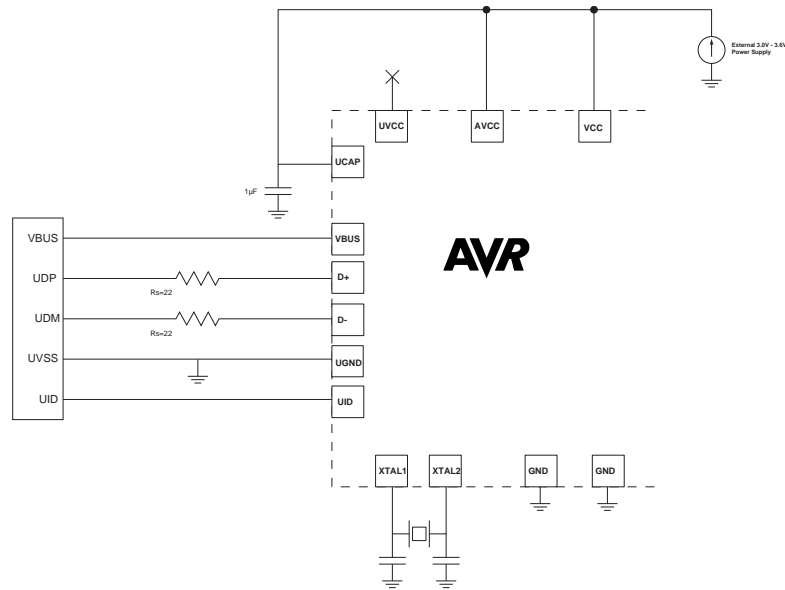 External 3.0V - 3.6V
Power Supply
UVCC
AVCC
VCC
UCAP
1µF
VBUS
VBUS
AVR
UDP
Rs=22
D+
UDM
Rs=22
D-
UVSS
UGND
UID
UID
XTAL1
XTAL2
GND
GND